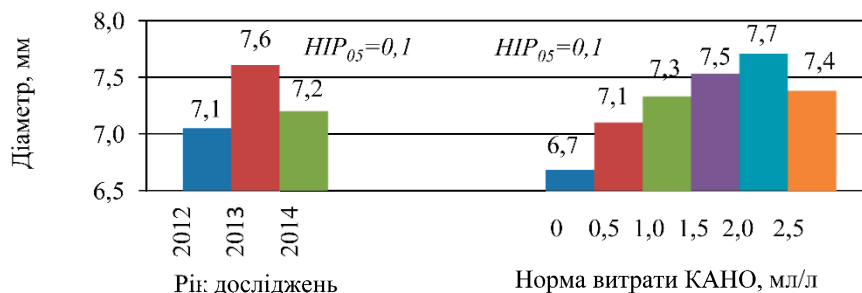 Діаметр, мм
8,0
7,5
7,0
6,5
7,1
7,6
7,2
НІР05=0,1
2012
2013
2014
Рік досліджень
НІР05=0,1
6,7
7,1
7,3
7,5
7,7
7,4
0 0,5 1,0 1,5 2,0 2,5
Норма витрати КАНО, мл/л